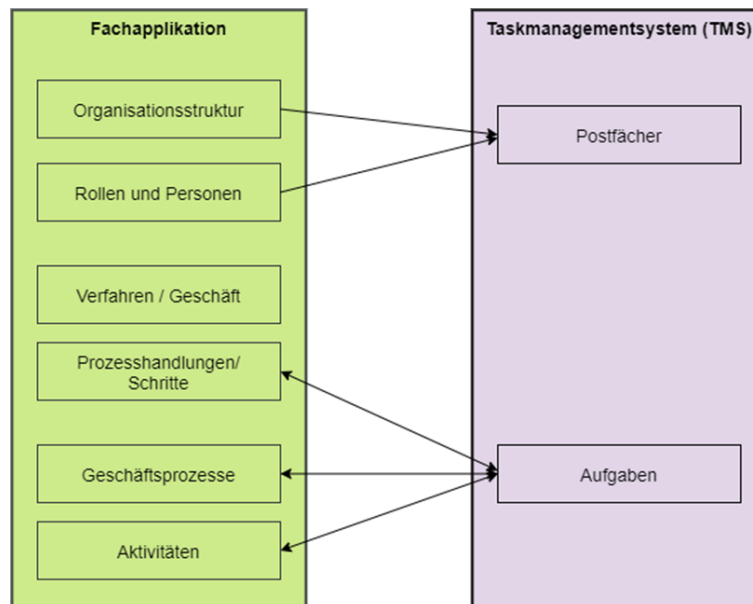 Fachapplikation
Organisationsstruktur
Rollen und Personen
Verfahren / Geschäft
Prozesshandlungen/
Schritte
Geschäftsprozesse
Aktivitäten
Taskmanagementsystem (TMS)
Postfächer
Aufgaben